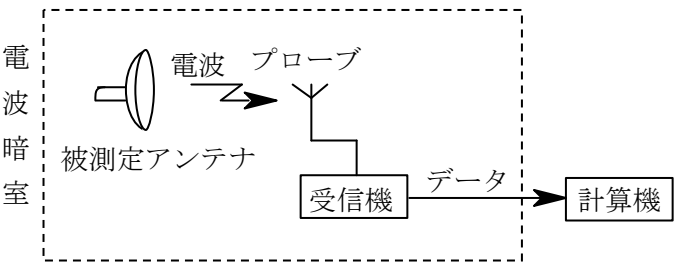 電波暗室
電波
プローブ
被測定アンテナ
受信機
データ
計算機